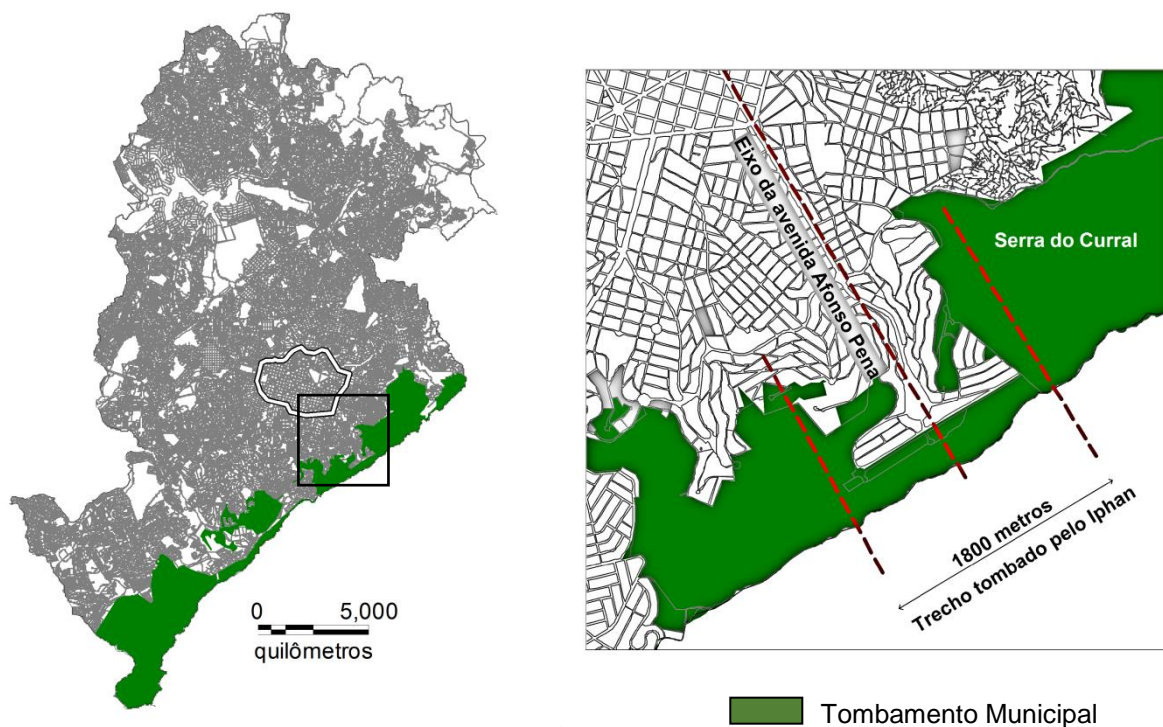 0 5,000
quilômetros
Eixo da avenida Afonso Pena
Serra do Curral
1800 metros
Trecho tombado pelo Iphan
Tombamento Municipal